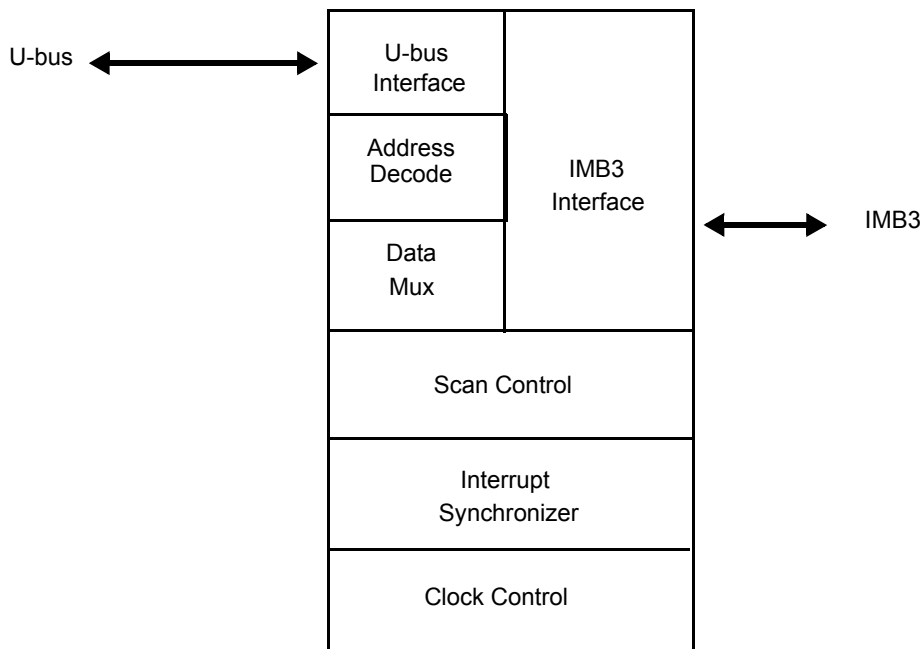 U-bus
U-bus
Interface
Address
Decode
Data
Mux
IMB3
Interface
IMB3
Scan Control
Interrupt
Synchronizer
Clock Control